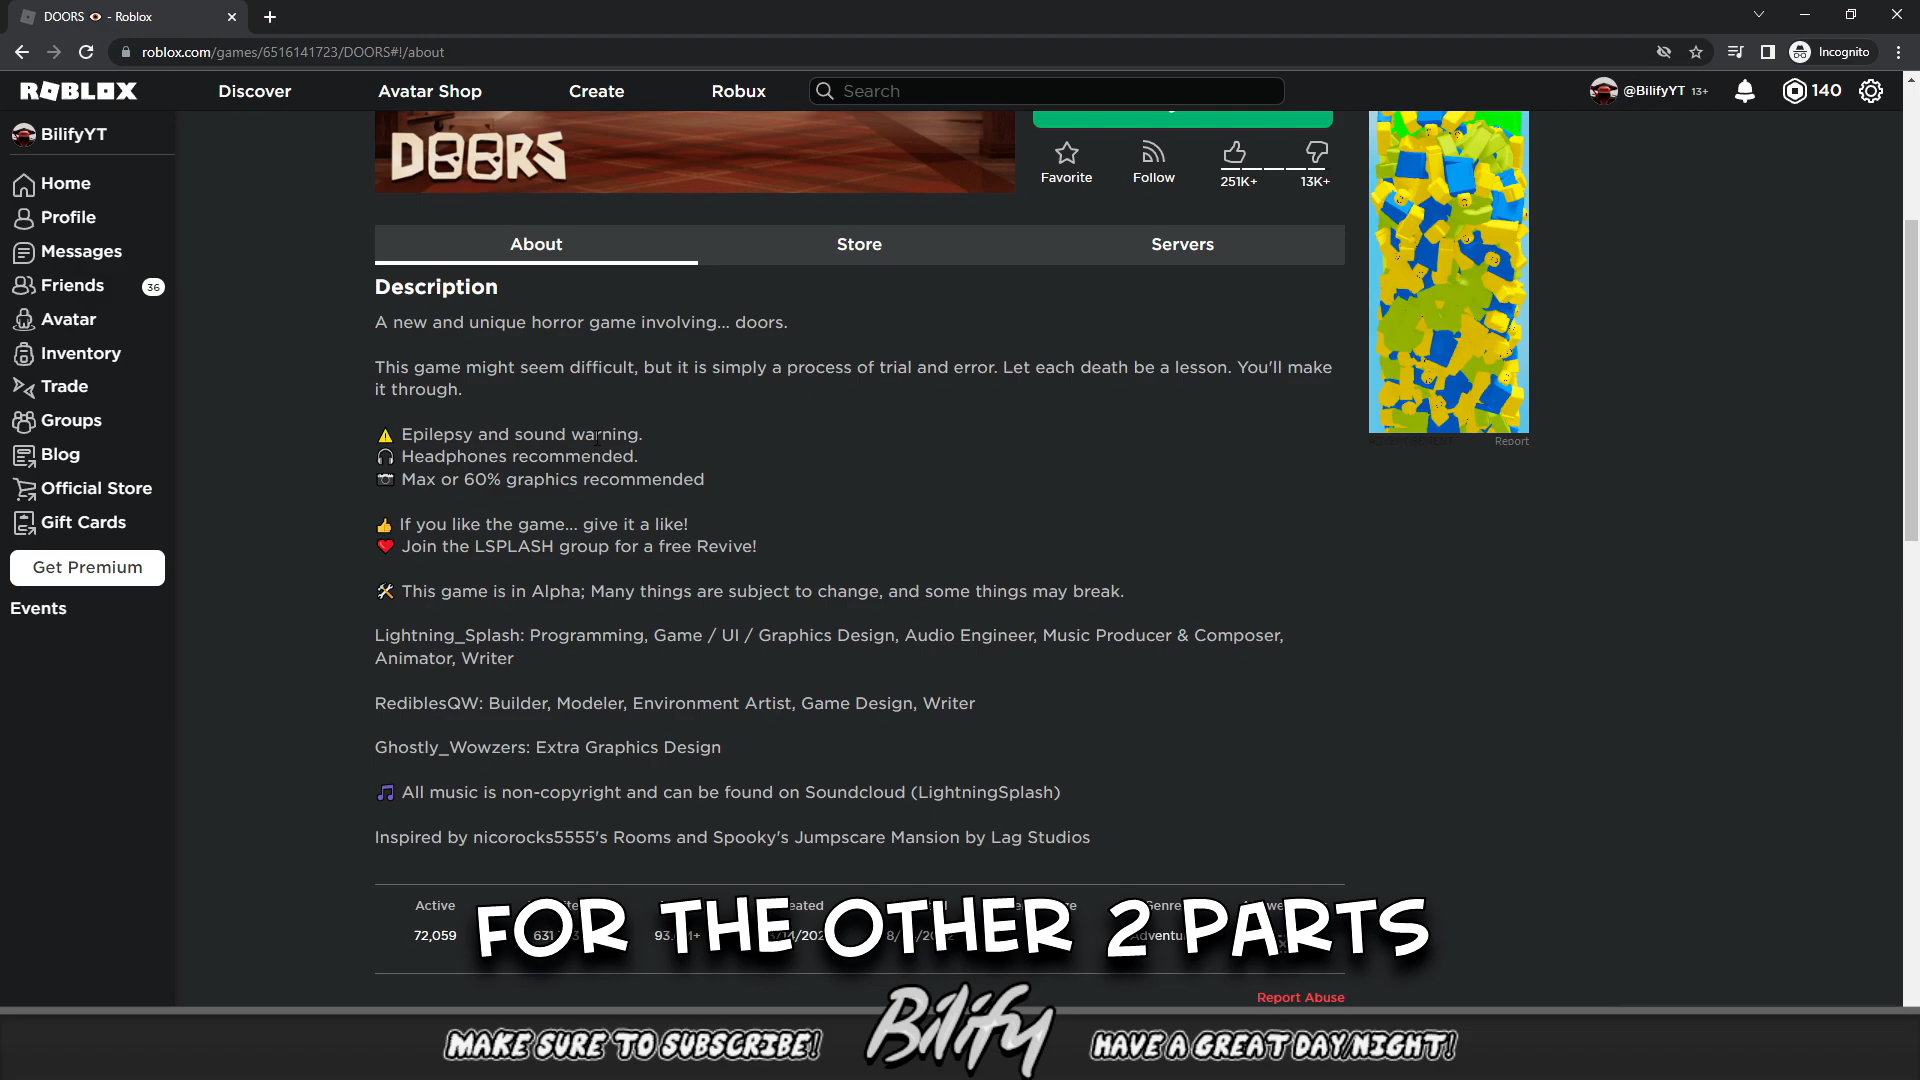 DOORS 👁 - Roblox
roblox.com/games/6516141723/DOORS#!/about
Incognito
ROBLOX
Discover
Avatar Shop
Create
Robux
Search
@BilifyYT 13+
140
BilifyYT
Home
Profile
Messages
Friends 36
Avatar
Inventory
Trade
Groups
Blog
Official Store
Gift Cards
Get Premium
Events
DOORS
Favorite
Follow
251K+
13K+
About
Store
Servers
Description
A new and unique horror game involving... doors.
This game might seem difficult, but it is simply a process of trial and error. Let each death be a lesson. You'll make
it through.
⚠️ Epilepsy and sound warning.
🎧 Headphones recommended.
📷 Max or 60% graphics recommended
👍 If you like the game... give it a like!
❤️ Join the LSPLASH group for a free Revive!
🛠️ This game is in Alpha; Many things are subject to change, and some things may break.
Lightning_Splash: Programming, Game / UI / Graphics Design, Audio Engineer, Music Producer & Composer,
Animator, Writer
RediblesQW: Builder, Modeler, Environment Artist, Game Design, Writer
Ghostly_Wowzers: Extra Graphics Design
🎵 All music is non-copyright and can be found on Soundcloud (LightningSplash)
Inspired by nicorocks5555's Rooms and Spooky's Jumpscare Mansion by Lag Studios
ADVERTISEMENT
Report
Active
72,059
FOR THE OTHER 2 PARTS
Report Abuse
MAKE SURE TO SUBSCRIBE!
Bilify
HAVE A GREAT DAY/NIGHT!